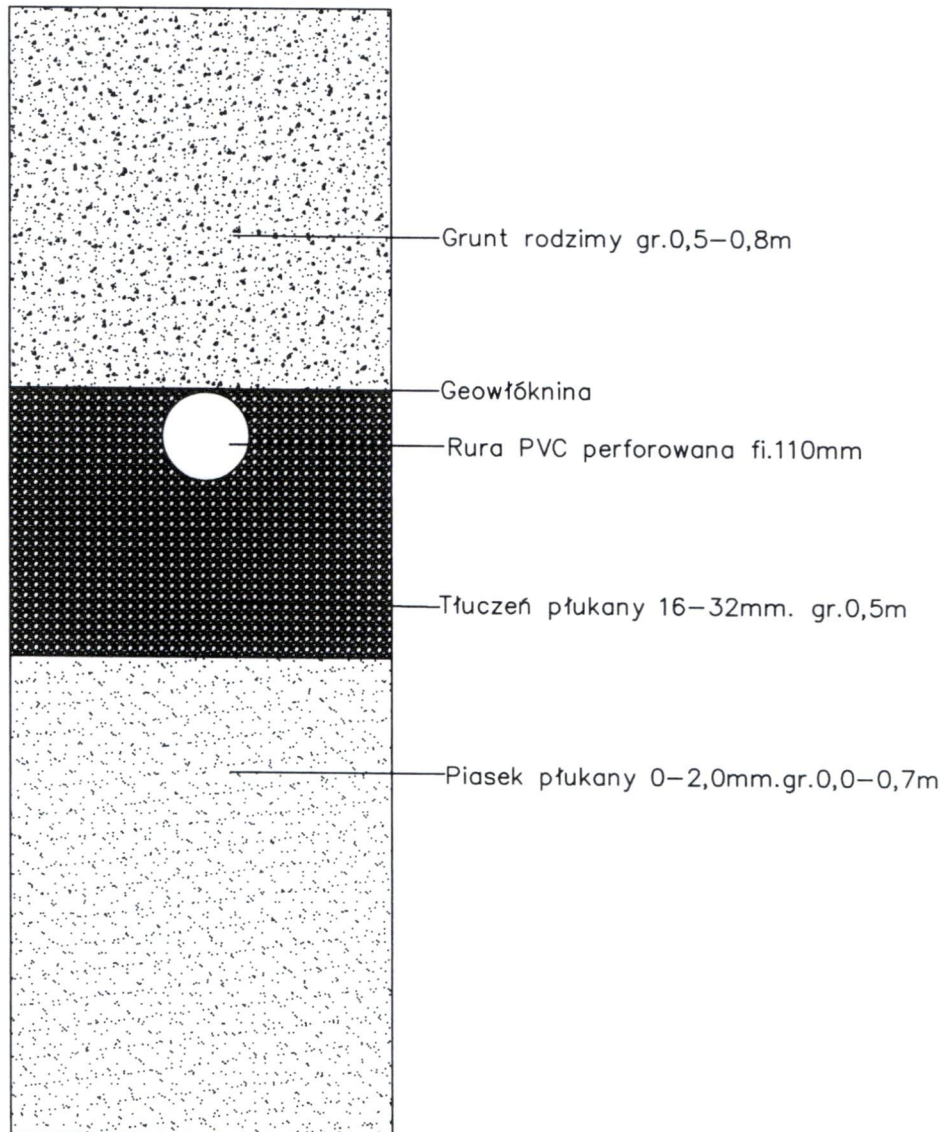 Grunt rodzimy gr.0,5–0,8m
Geowłóknina
Rura PVC perforowana fi.110mm
Tłuczeń płukany 16–32mm. gr.0,5m
Piasek płukany 0–2,0mm.gr.0,0–0,7m